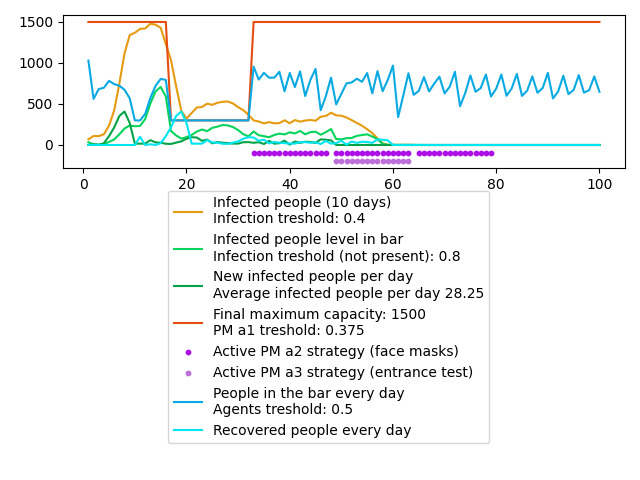 1500
1000
500
0
0
20
40
60
80
100
Infected people (10 days)
Infection treshold: 0.4
Infected people level in bar
Infection treshold (not present): 0.8
New infected people per day
Average infected people per day 28.25
Final maximum capacity: 1500
PM a1 treshold: 0.375
Active PM a2 strategy (face masks)
Active PM a3 strategy (entrance test)
People in the bar every day
Agents treshold: 0.5
Recovered people every day